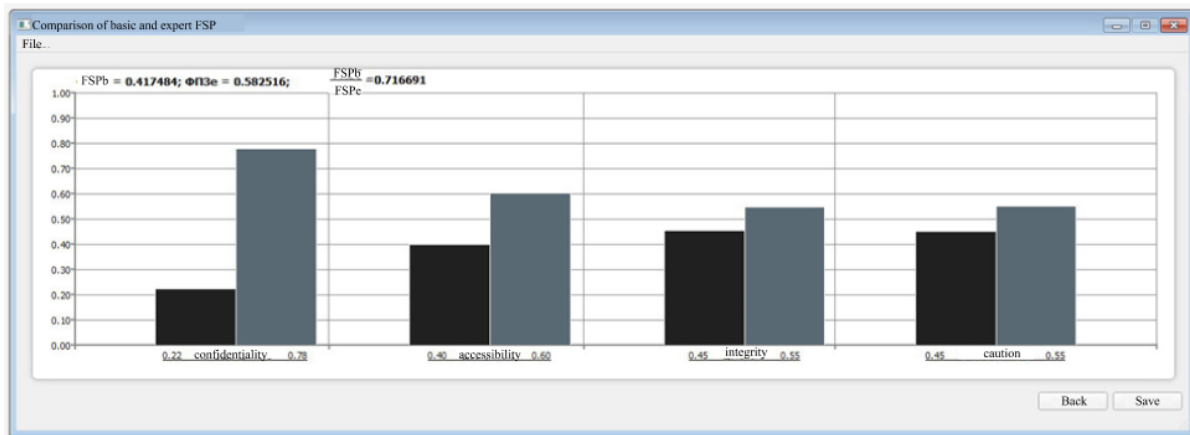 Comparison of basic and expert FSP
File...
FSPb = 0.417484; ФПЗе = 0.582516; FSPb =0.716691
FSPe
1.00
0.90
0.80
0.70
0.60
0.50
0.40
0.30
0.20
0.10
0.00
0.22 confidentiality 0.78 0.40 accessibility 0.60 0.45 integrity 0.55 0.45 caution 0.55
Back Save